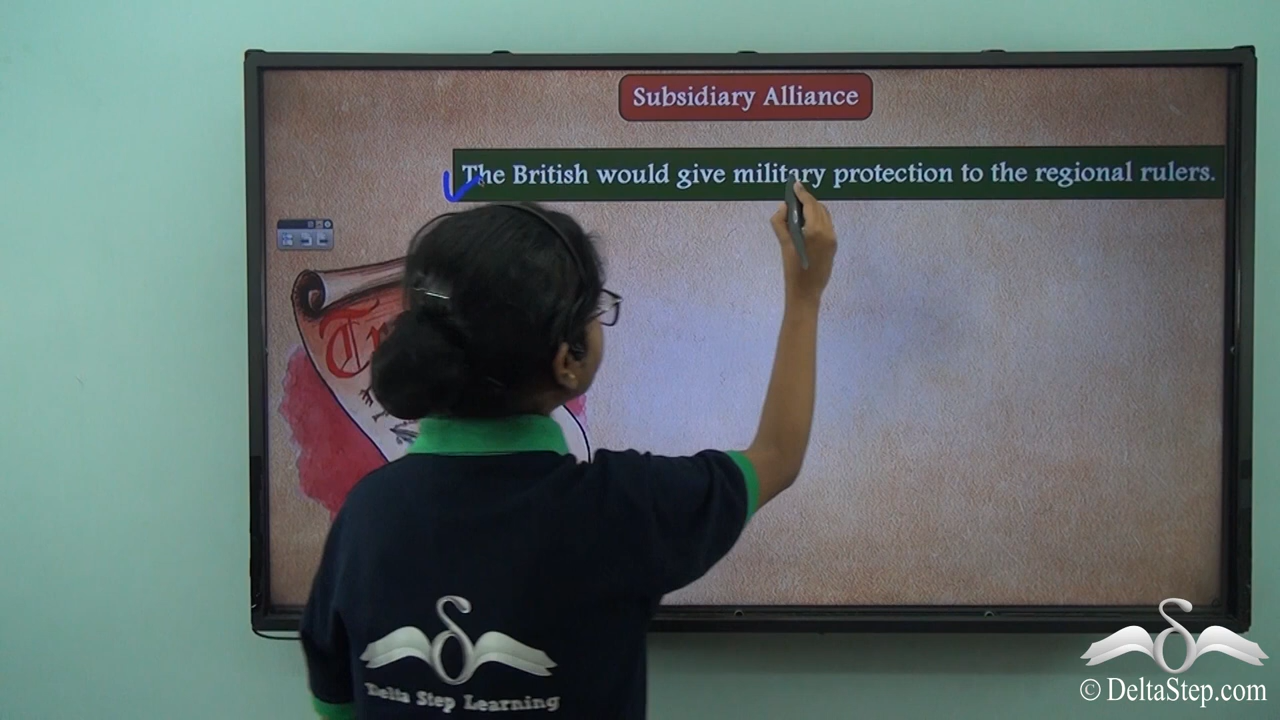 Subsidiary Alliance
The British would give military protection to the regional rulers.
Delta Step Learning
© DeltaStep.com